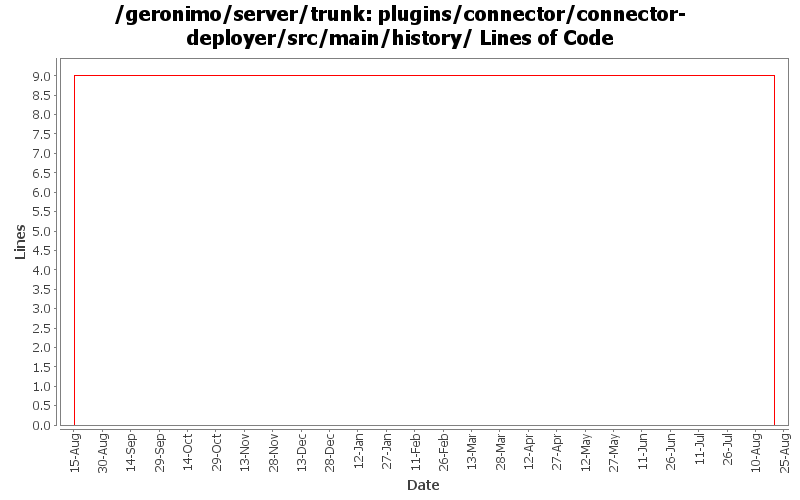 /geronimo/server/trunk: plugins/connector/connector-
deployer/src/main/history/ Lines of Code
Lines
9.0
8.5
8.0
7.5
7.0
6.5
6.0
5.5
5.0
4.5
4.0
3.5
3.0
2.5
2.0
1.5
1.0
0.5
0.0
15-Aug
30-Aug
14-Sep
29-Sep
14-Oct
29-Oct
13-Nov
28-Nov
13-Dec
28-Dec
12-Jan
27-Jan
11-Feb
26-Feb
13-Mar
28-Mar
12-Apr
27-Apr
12-May
27-May
11-Jun
26-Jun
11-Jul
26-Jul
10-Aug
25-Aug
Date